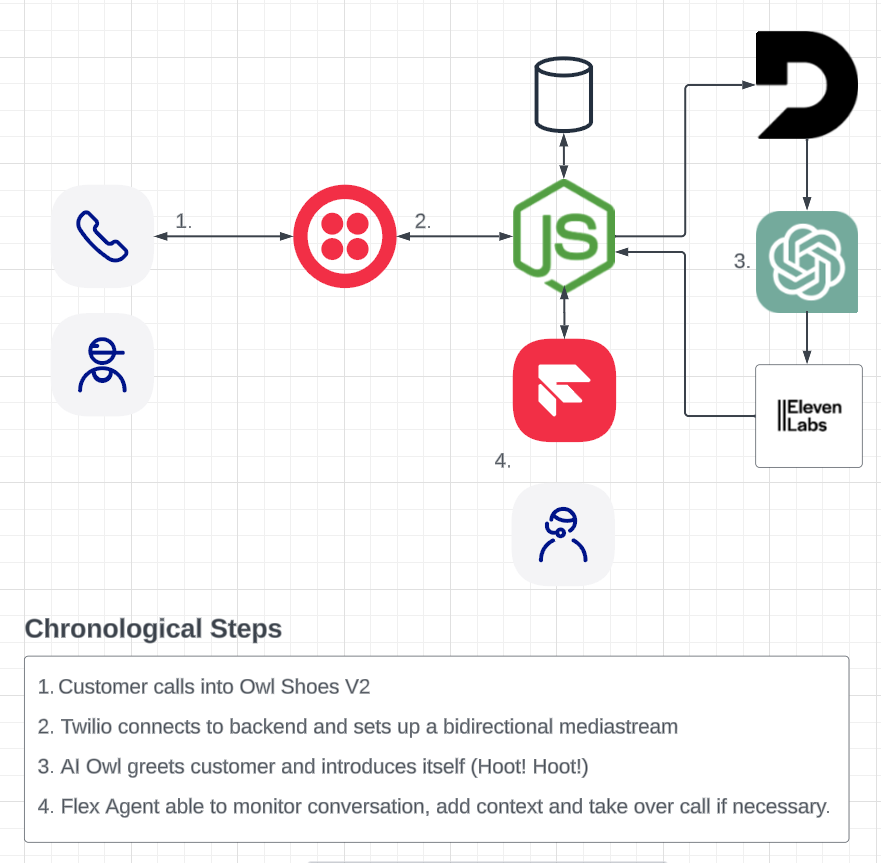 1.
2.
JS
3.
||Eleven
Labs
4.
Chronological Steps
1. Customer calls into Owl Shoes V2
2. Twilio connects to backend and sets up a bidirectional mediastream
3. AI Owl greets customer and introduces itself (Hoot! Hoot!)
4. Flex Agent able to monitor conversation, add context and take over call if necessary.